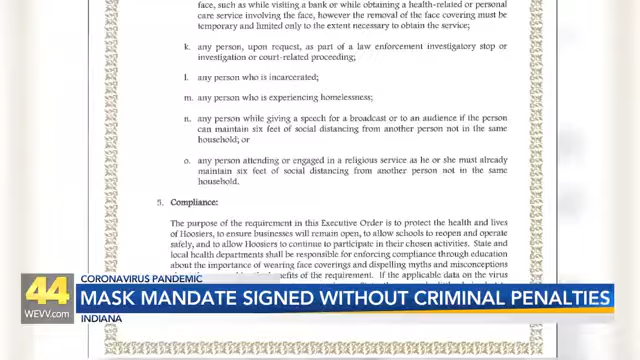 face, such as while visiting a bank or while obtaining a health-related or personal
care service involving the face, however the removal of the face covering must be
temporary and limited only to the extent necessary to obtain the service;
k. any person, upon request, as part of a law enforcement investigatory stop or
investigation or court-related proceeding;
l. any person who is incarcerated;
m. any person who is experiencing homelessness;
n. any person while giving a speech for a broadcast or to an audience if the person
can maintain six feet of social distancing from another person not in the same
household; or
o. any person attending or engaged in a religious service as he or she must already
maintain six feet of social distancing from another person not in the same
household.
5. Compliance:
The purpose of the requirement in this Executive Order is to protect the health and lives
of Hoosiers, to ensure businesses will remain open, to allow schools to reopen and operate
safely, and to allow Hoosiers to continue to participate in their chosen activities. State and
local health departments shall be responsible for enforcing compliance through education
about the importance of wearing face coverings and dispelling myths and misconceptions
of the requirement. If the applicable data on the virus
CORONAVIRUS PANDEMIC
44
WEVV.com
MASK MANDATE SIGNED WITHOUT CRIMINAL PENALTIES
INDIANA